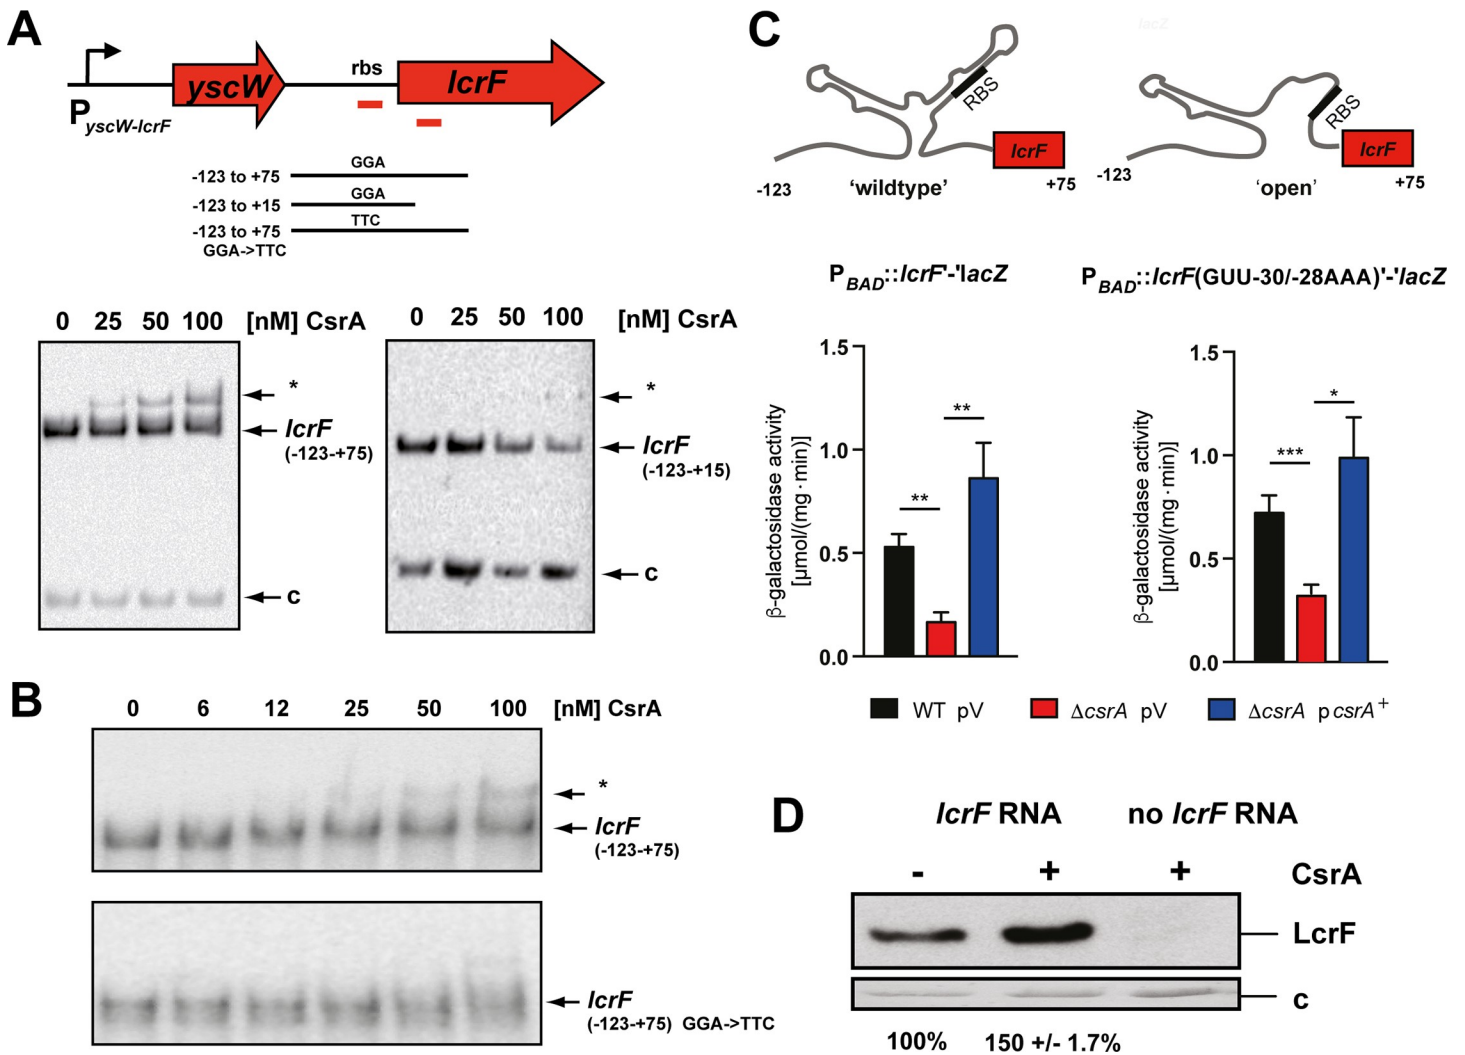 A
yscW
rbs
lcrF
PyscW-lcrF
GGA
-123 to +75
GGA
-123 to +15
TTC
-123 to +75
GGA->TTC
0 25 50 100 [nM] CsrA
*
lcrF
(-123-+75)
c
0 25 50 100 [nM] CsrA
*
lcrF
(-123-+15)
c
B
0 6 12 25 50 100 [nM] CsrA
*
lcrF
(-123-+75)
lcrF
(-123-+75) GGA->TTC
C
lacZ
RBS
lcrF
-123
'wildtype'
+75
RBS
lcrF
-123
'open'
+75
PBAD::lcrF'-'lacZ
PBAD::lcrF(GUU-30/-28AAA)'-'lacZ
β-galactosidase activity
[µmol/(mg · min)]
1.5
1.0
0.5
0.0
**
**
β-galactosidase activity
[µmol/(mg · min)]
1.5
1.0
0.5
0.0
***
*
WT pV
ΔcsrA pV
ΔcsrA pcsrA+
D
lcrF RNA no lcrF RNA
- + + CsrA
LcrF
c
100% 150 +/- 1.7%